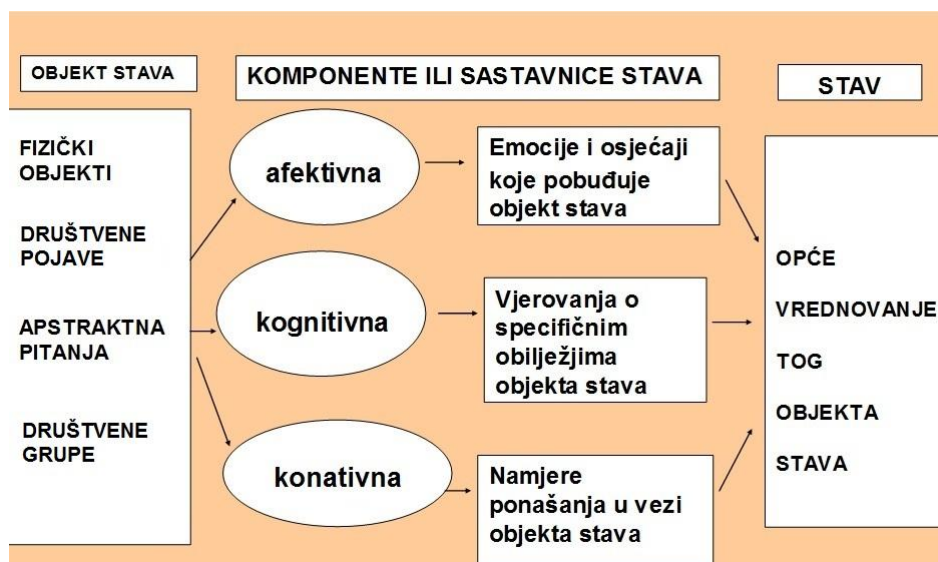 OBJEKT STAVA
KOMPONENTE ILI SASTAVNICE STAVA
STAV
FIZIČKI
OBJEKTI
DRUŠTVENE
POJAVE
APSTRAKTNA
PITANJA
DRUŠTVENE
GRUPE
afektivna
Emocije i osjećaji
koje pobuđuje
objekt stava
kognitivna
Vjerovanja o
specifičnim
obilježjima
objekta stava
konativna
Namjere
ponašanja u vezi
objekta stava
OPĆE
VREDNOVANJE
TOG
OBJEKTA
STAVA